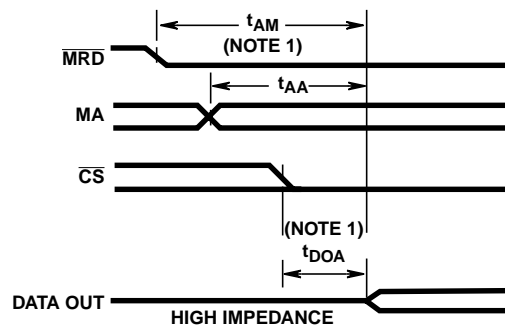 tAM
(NOTE 1)
MRD
tAA
MA
CS
(NOTE 1)
tDOA
DATA OUT
HIGH IMPEDANCE